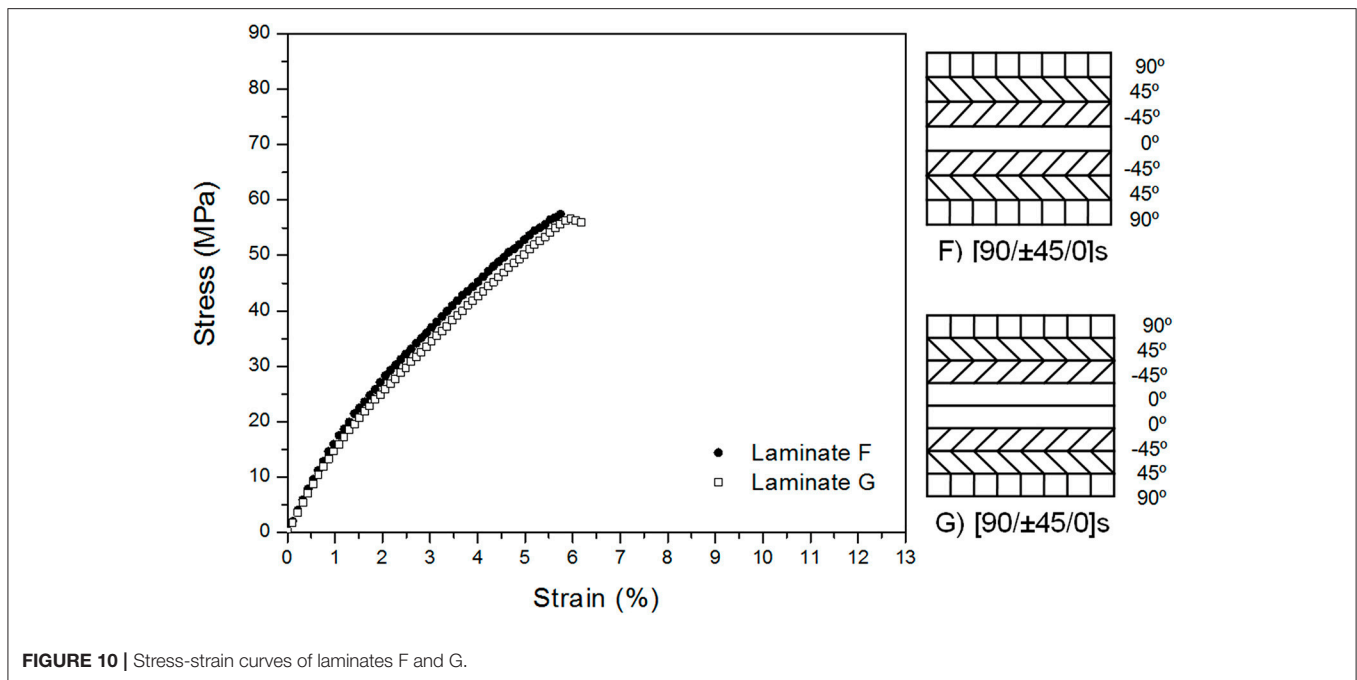 90
80
70
60
50
40
30
20
10
0
Stress (MPa)
0 1 2 3 4 5 6 7 8 9 10 11 12 13
Strain (%)
Laminate F
Laminate G
90º
45º
-45º
0º
-45º
45º
90º
F) [90/±45/0]s
90º
45º
-45º
0º
0º
-45º
45º
90º
G) [90/±45/0]s
FIGURE 10 | Stress-strain curves of laminates F and G.